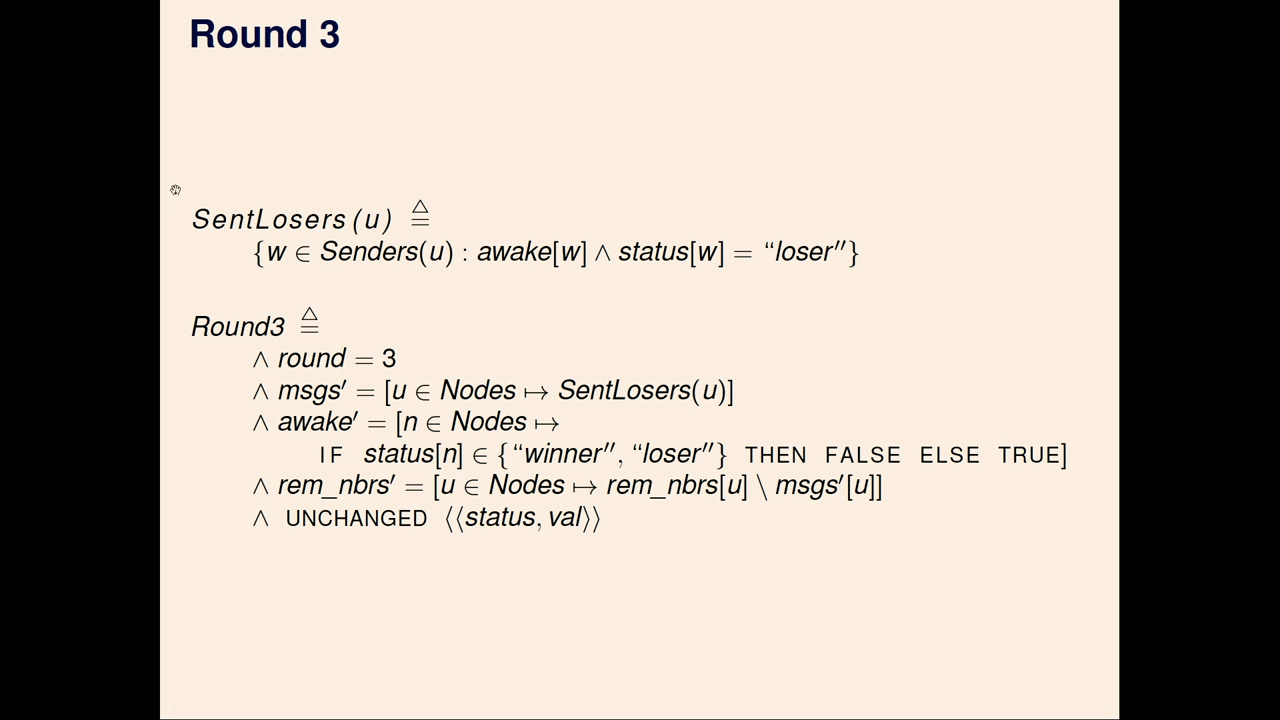 Round 3
SentLosers(u) ≜
{w ∈ Senders(u) : awake[w] ∧ status[w] = “loser″}
Round3 ≜
∧ round = 3
∧ msgs′ = [u ∈ Nodes ↦ SentLosers(u)]
∧ awake′ = [n ∈ Nodes ↦
IF status[n] ∈ {“winner″, “loser″} THEN FALSE ELSE TRUE]
∧ rem_nbrs′ = [u ∈ Nodes ↦ rem_nbrs[u] \ msgs′[u]]
∧ UNCHANGED ⟨⟨status, val⟩⟩